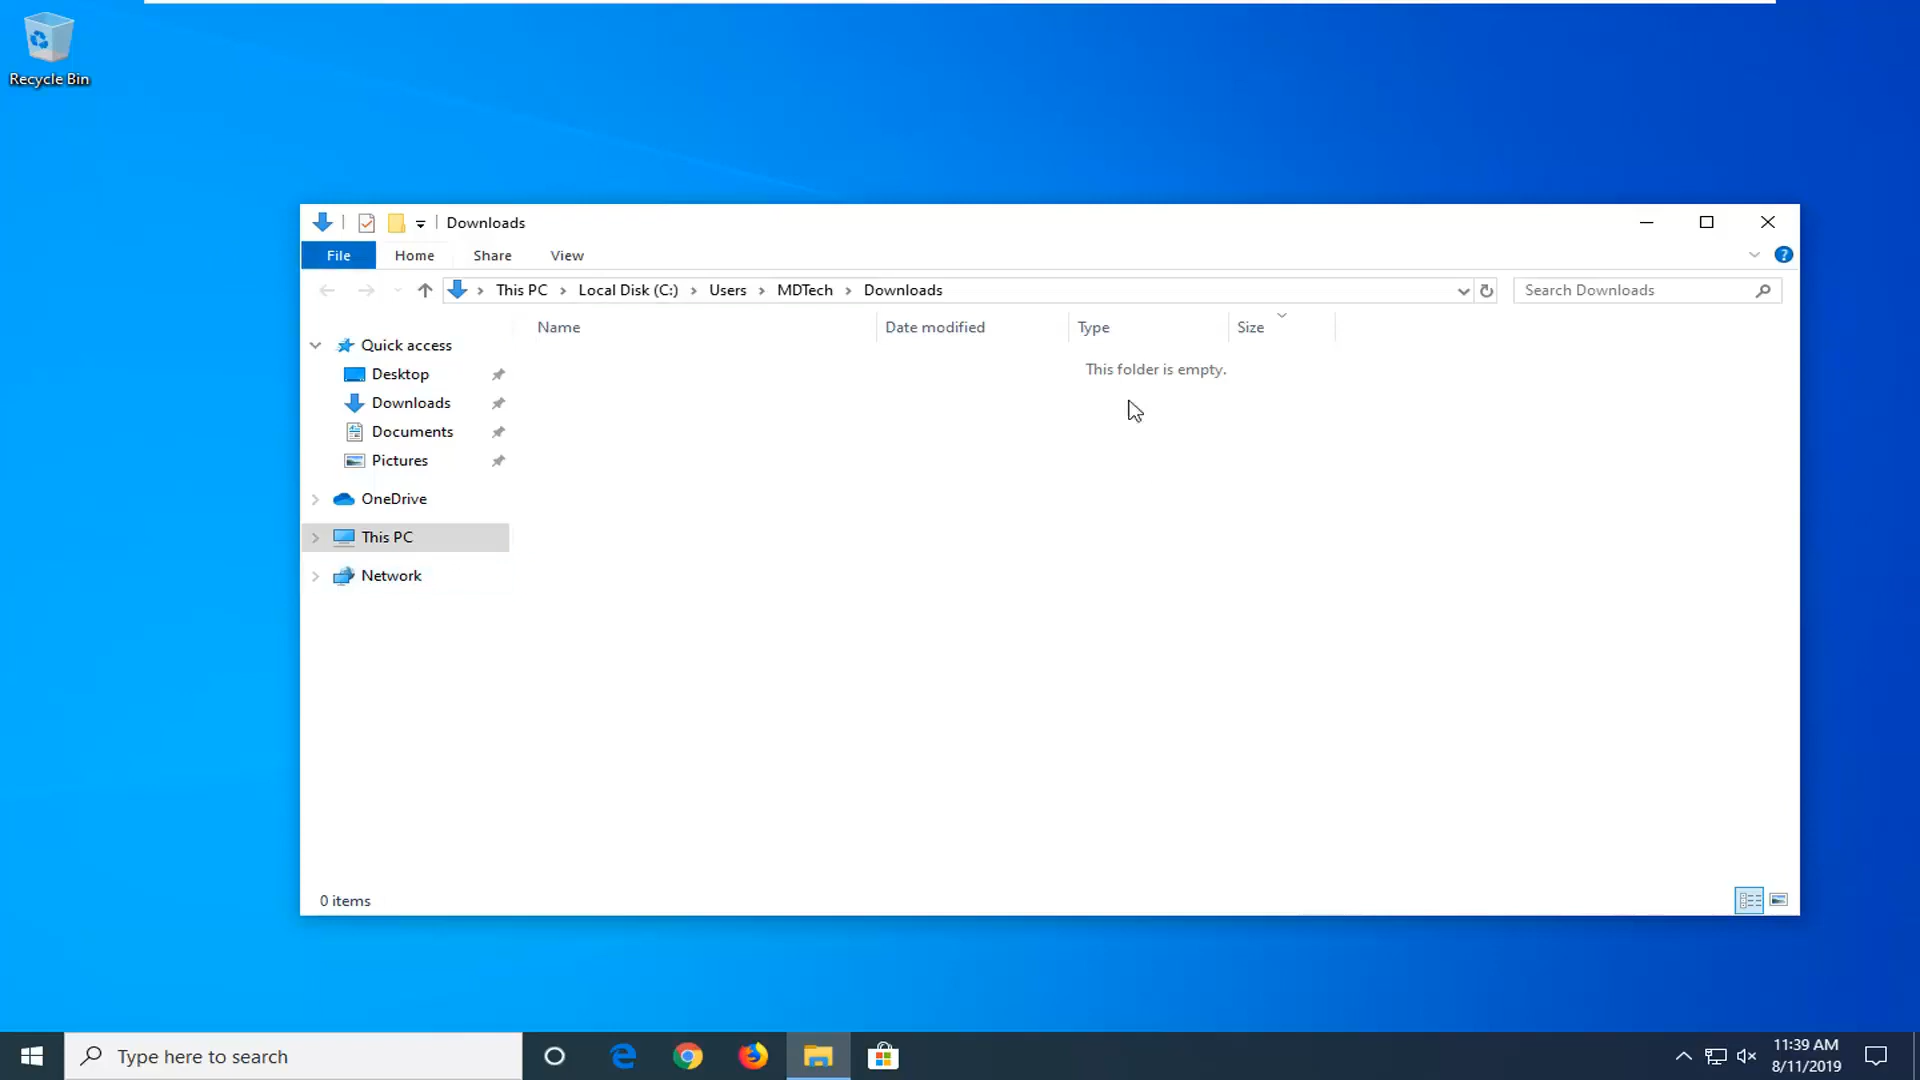 Recycle Bin
Downloads
File Home Share View
This PC Local Disk (C:) Users MDTech Downloads
Search Downloads
Name Date modified Type Size
This folder is empty.
Quick access
Desktop
Downloads
Documents
Pictures
OneDrive
This PC
Network
0 items
Type here to search
11:39 AM
8/11/2019